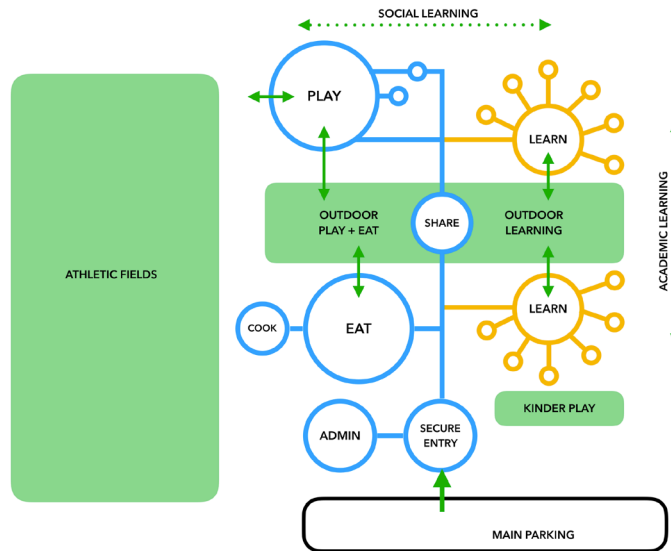 SOCIAL LEARNING
PLAY
LEARN
OUTDOOR
PLAY + EAT
SHARE
OUTDOOR
LEARNING
ACADEMIC LEARNING
ATHLETIC FIELDS
COOK
EAT
LEARN
KINDER PLAY
ADMIN
SECURE
ENTRY
MAIN PARKING